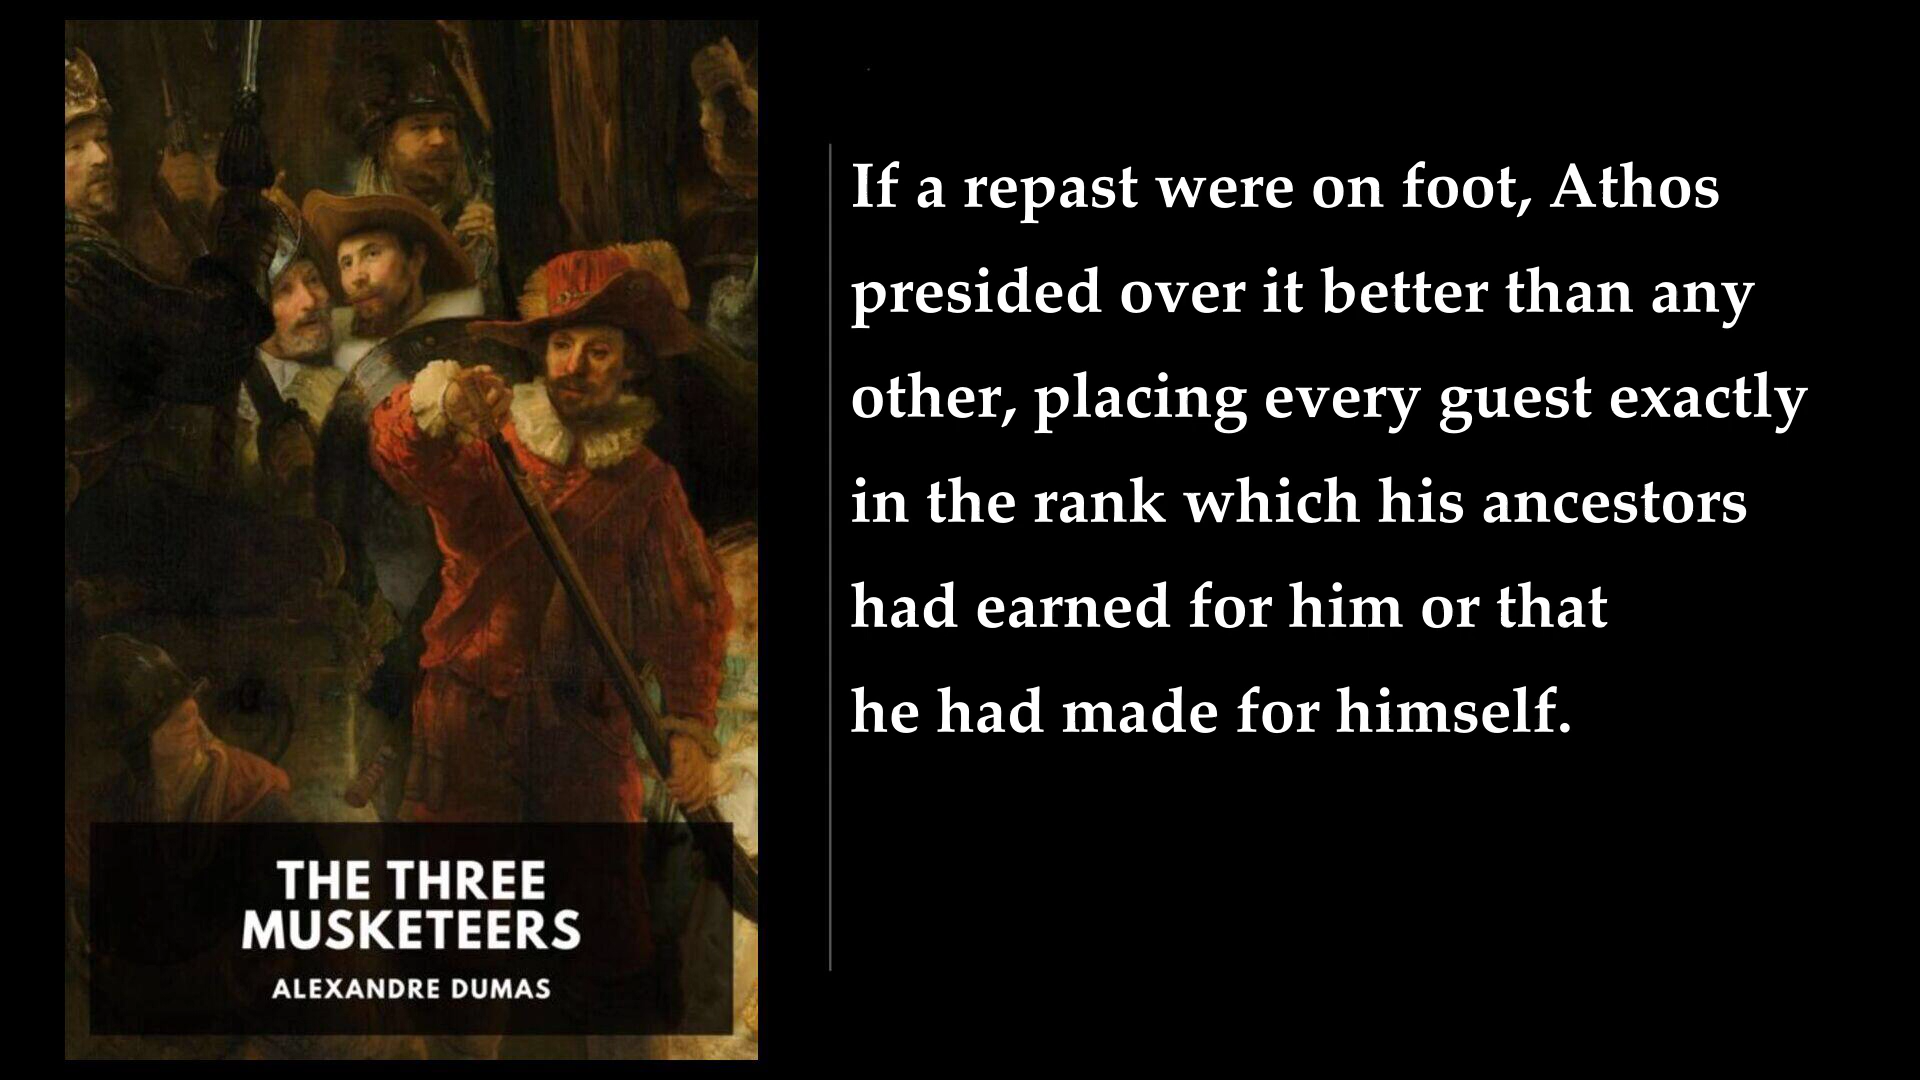 THE THREE
MUSKETEERS
ALEXANDRE DUMAS
If a repast were on foot, Athos
presided over it better than any
other, placing every guest exactly
in the rank which his ancestors
had earned for him or that
he had made for himself.